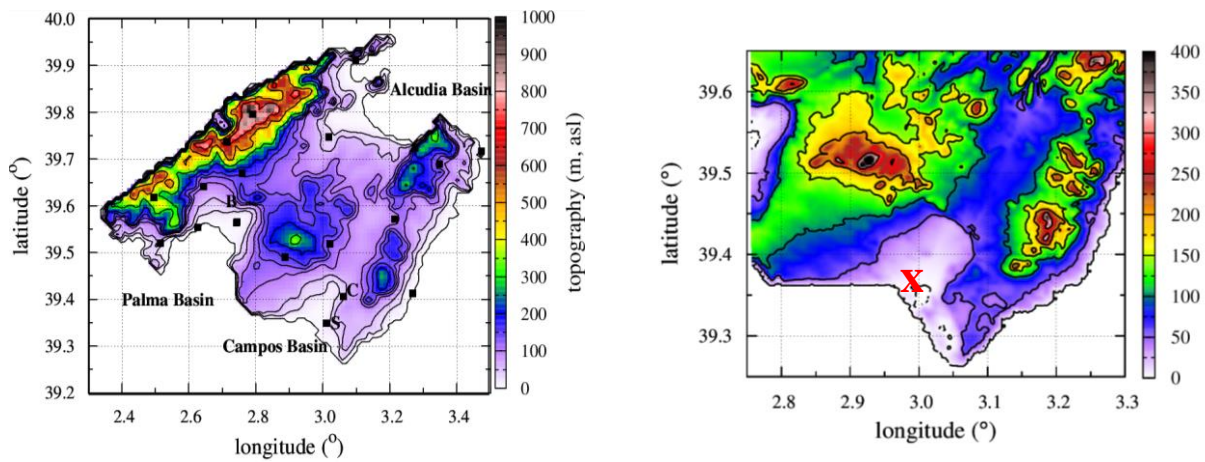 40.0
39.9
39.8
39.7
39.6
39.5
39.4
39.3
39.2
latitude (o)
2.4 2.6 2.8 3.0 3.2 3.4
longitude (o)
Alcudia Basin
B
Palma Basin
C
S
Campos Basin
1000
900
800
700
600
500
400
300
200
100
0
topography (m, asl)
39.6
39.5
39.4
39.3
latitude (°)
X
2.8 2.9 3.0 3.1 3.2 3.3
longitude (°)
400
350
300
250
200
150
100
50
0